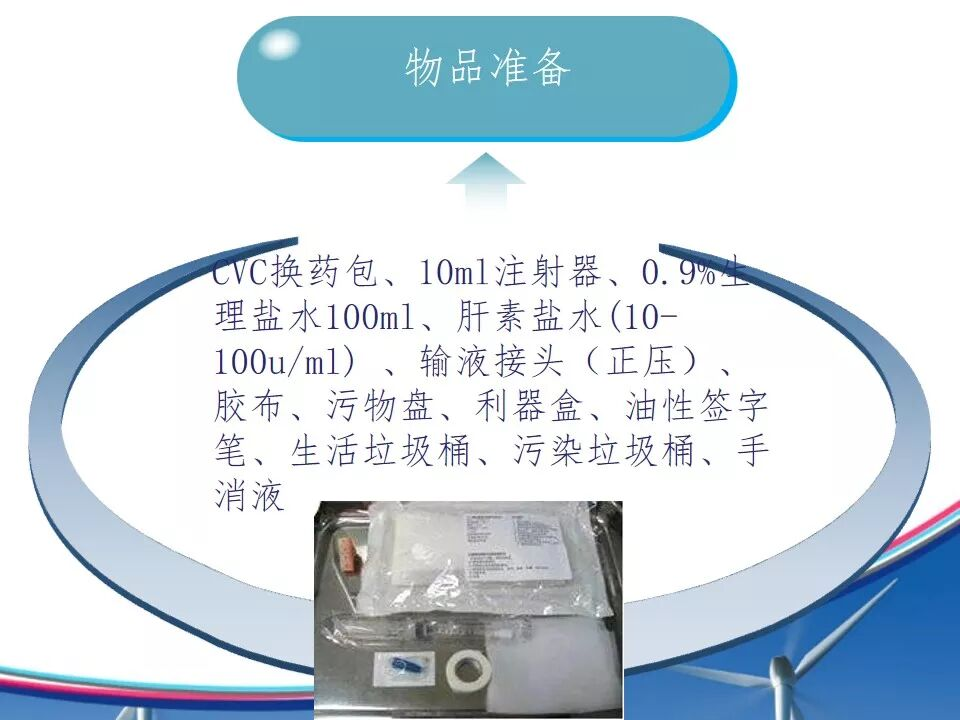 物品准备
CVC换药包、10ml注射器、0.9%生
理盐水100ml、肝素盐水(10-
100u/ml) 、输液接头（正压）、
胶布、污物盘、利器盒、油性签字
笔、生活垃圾桶、污染垃圾桶、手
消液